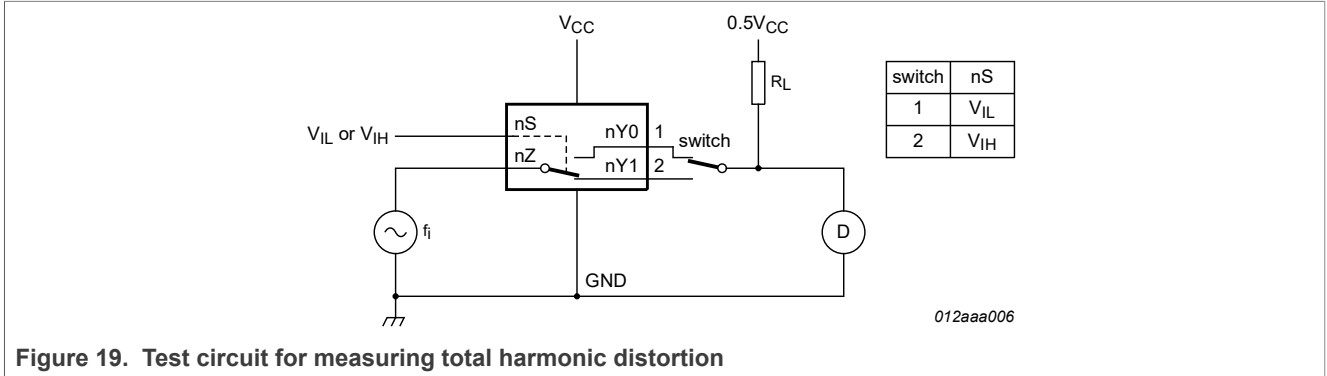 VCC
0.5VCC
RL
switch nS
1 VIL
2 VIH
VIL or VIH
nS
nZ
nY0 1
nY1 2
switch
fi
D
GND
012aaa006
Figure 19. Test circuit for measuring total harmonic distortion